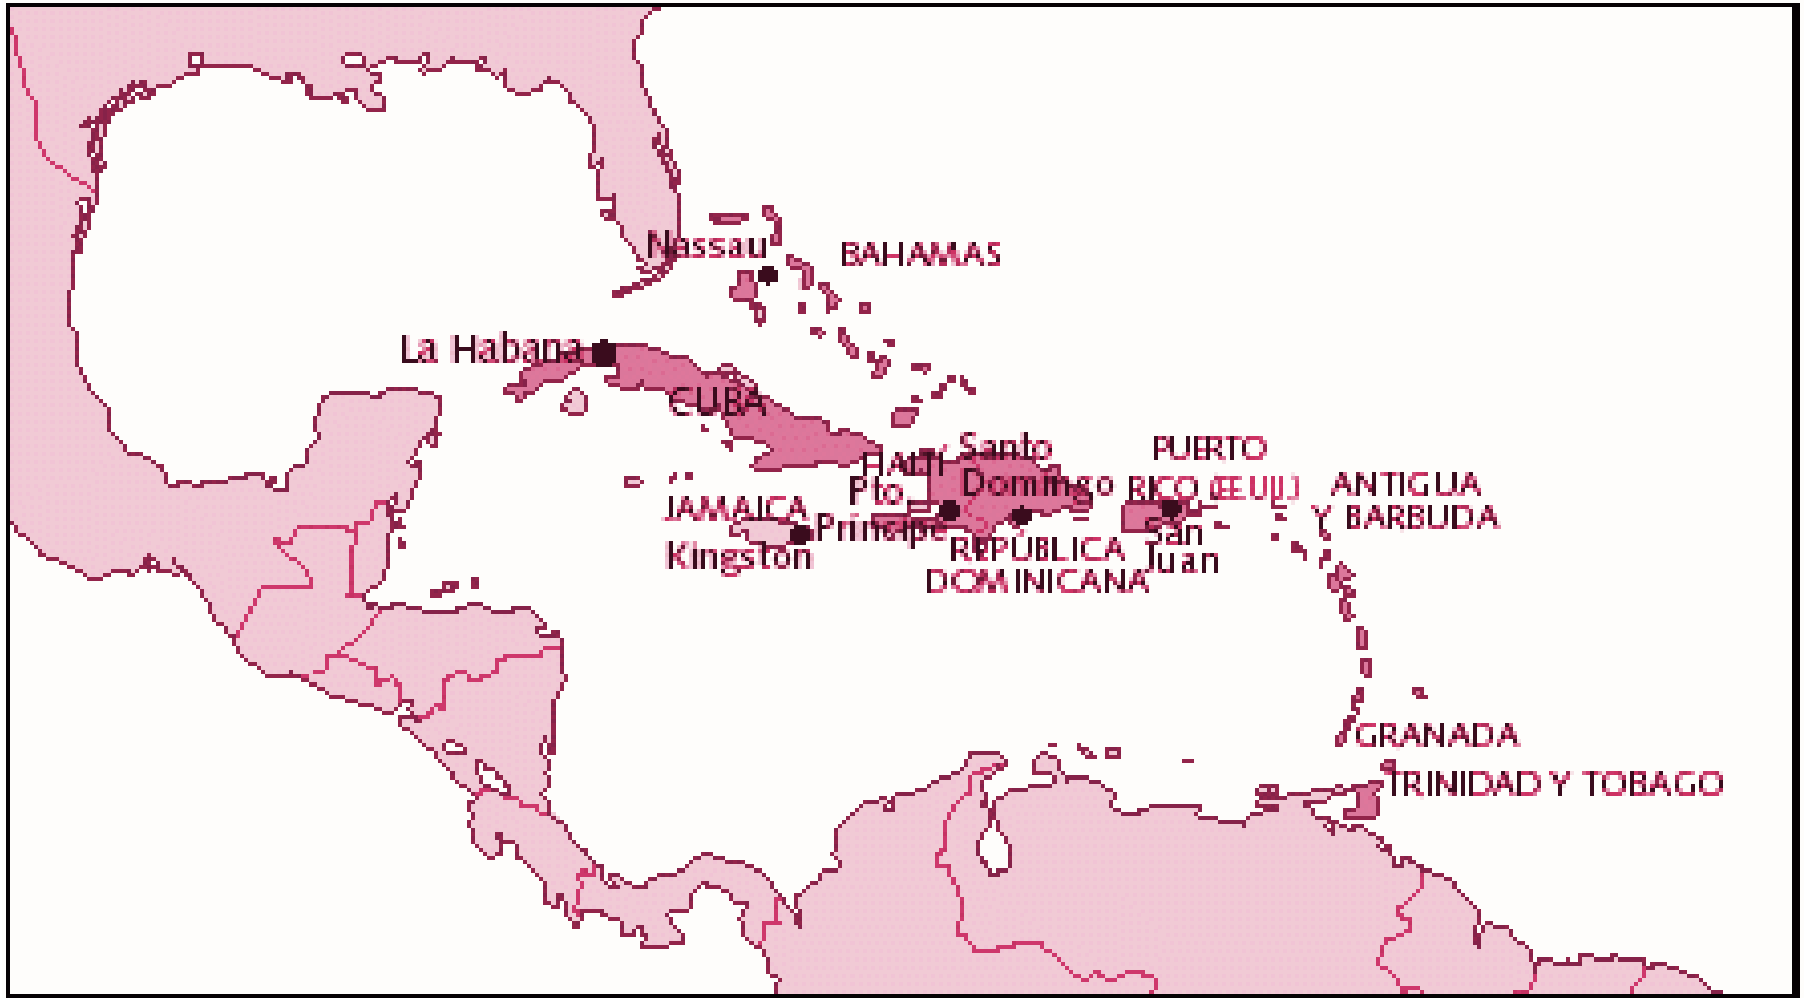 Nassau
BAHAMAS
La Habana
CUBA
HAITI
Pto.
Príncipe
Santo
Domingo
REPÚBLICA
DOMINICANA
JAMAICA
Kingston
PUERTO
RICO (EE.UU.)
San
Juan
ANTIGUA
Y BARBUDA
GRANADA
TRINIDAD Y TOBAGO